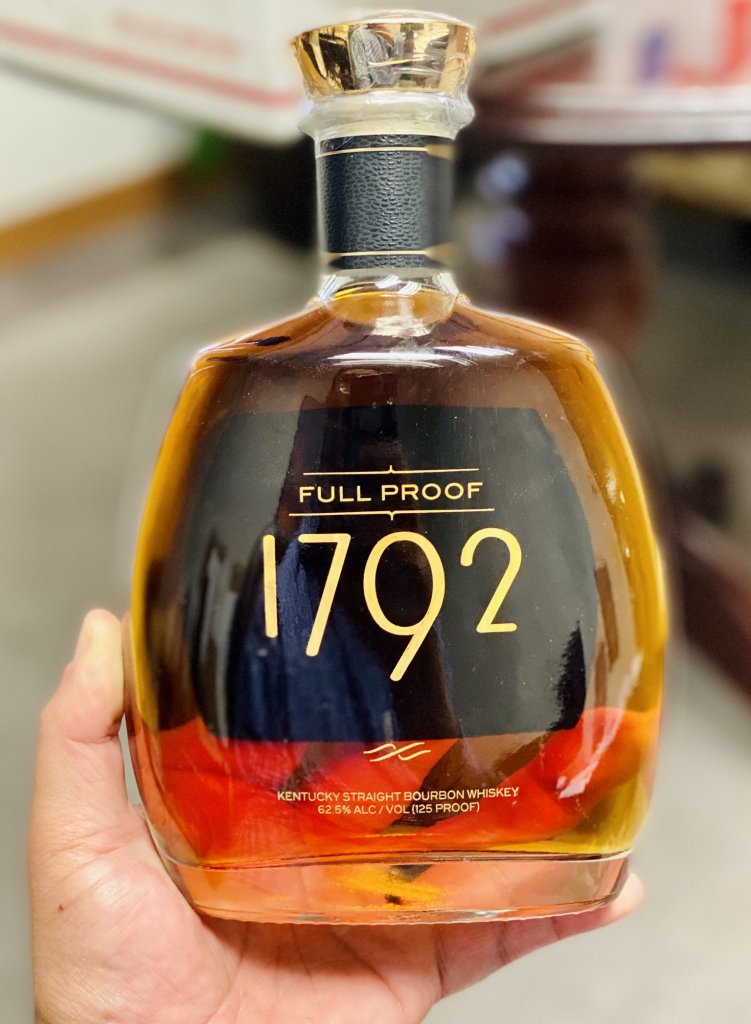 FULL PROOF
1792
KENTUCKY STRAIGHT BOURBON WHISKEY
62.5% ALC / VOL (125 PROOF)